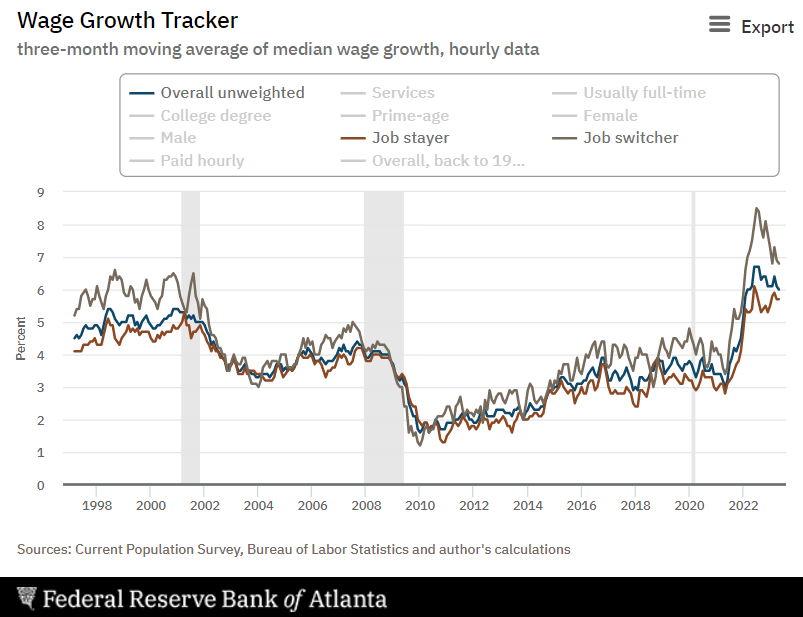 Wage Growth Tracker
Export
three-month moving average of median wage growth, hourly data
Overall unweighted Services Usually full-time
College degree Prime-age Female
Male Job stayer Job switcher
Paid hourly Overall, back to 19...
9
8
7
6
5
4
3
2
1
0
Percent
1998 2000 2002 2004 2006 2008 2010 2012 2014 2016 2018 2020 2022
Sources: Current Population Survey, Bureau of Labor Statistics and author's calculations
Federal Reserve Bank of Atlanta